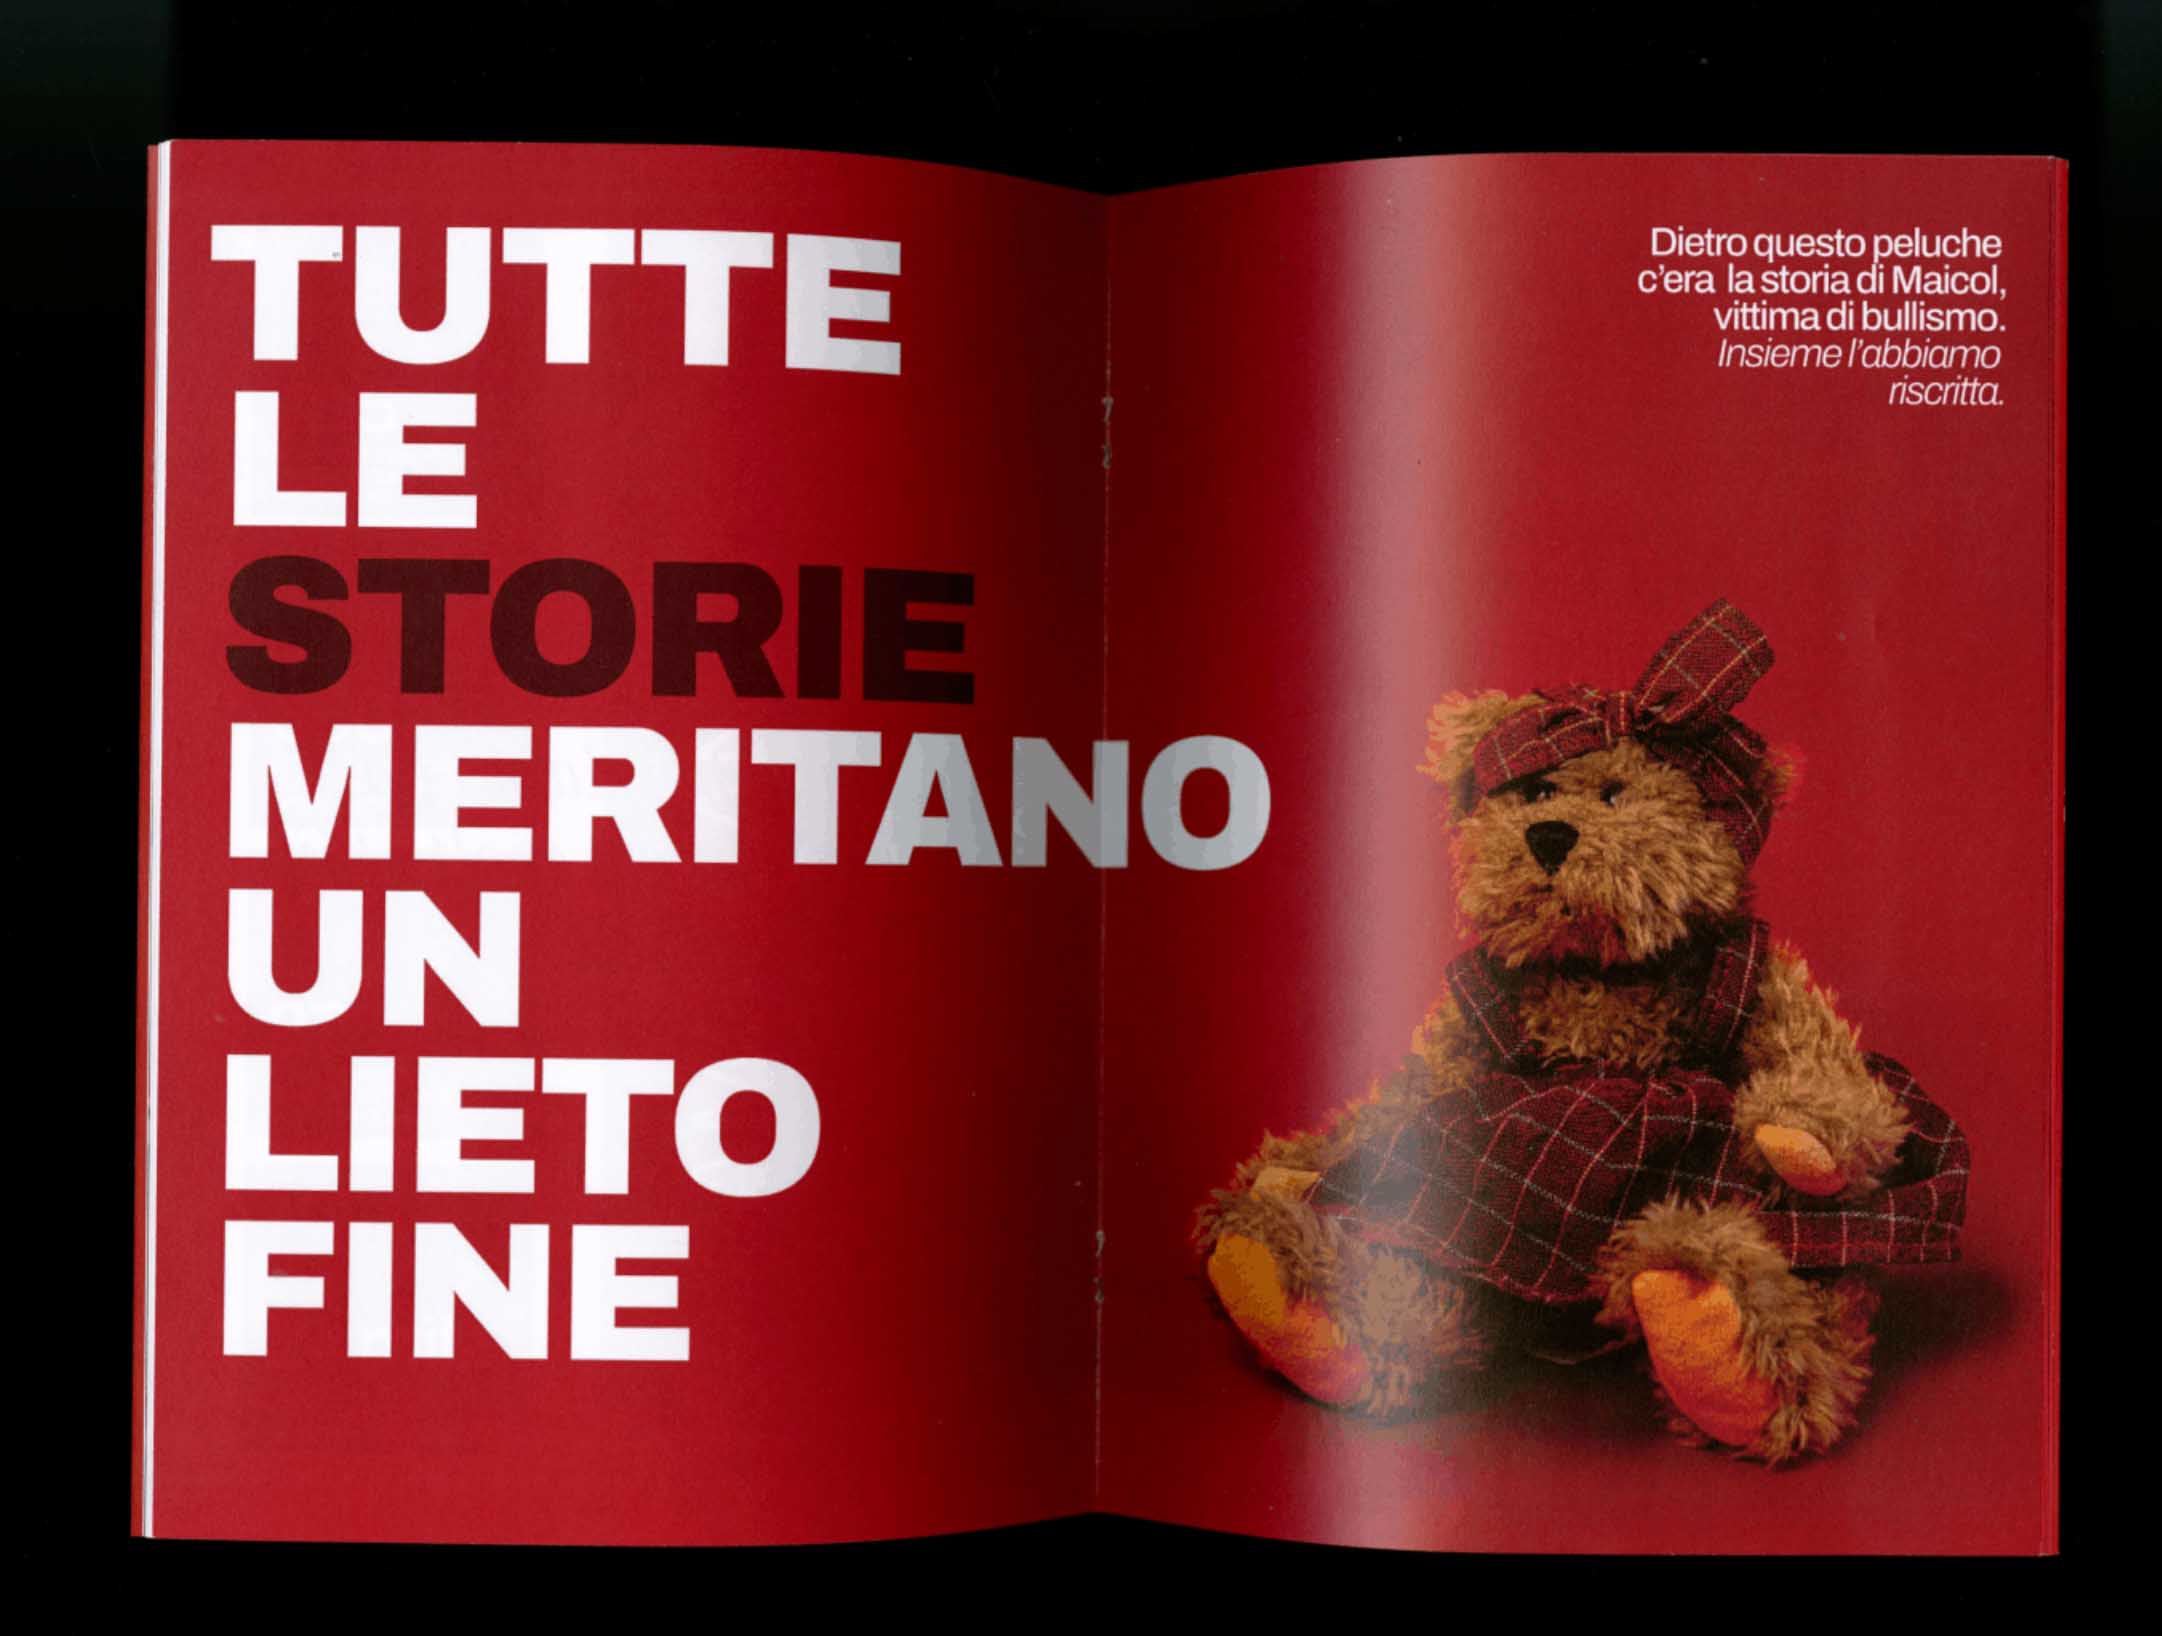 TUTTE
LE
STORIE
MERITANO
UN
LIETO
FINE
Dietro questo peluche
c'era la storia di Maicol,
vittima di bullismo.
Insieme l'abbiamo
riscritta.